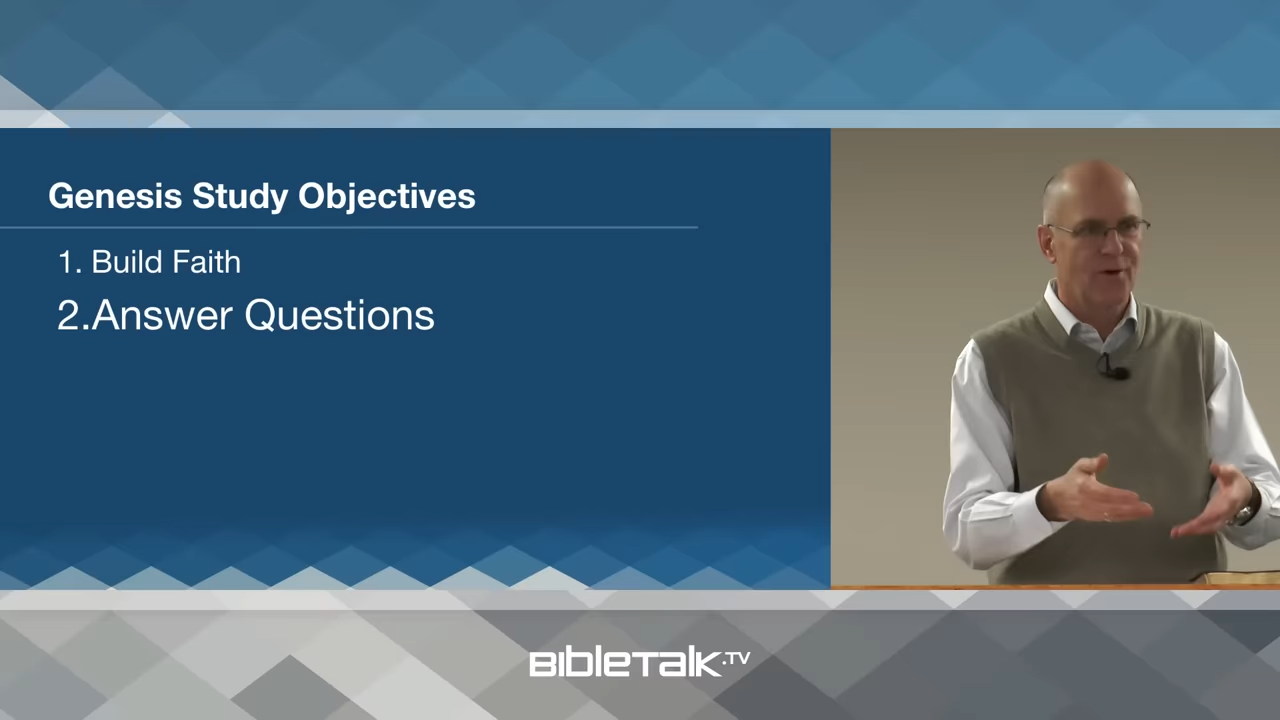 Genesis Study Objectives
1. Build Faith
2.Answer Questions
BIBLETALK.TV